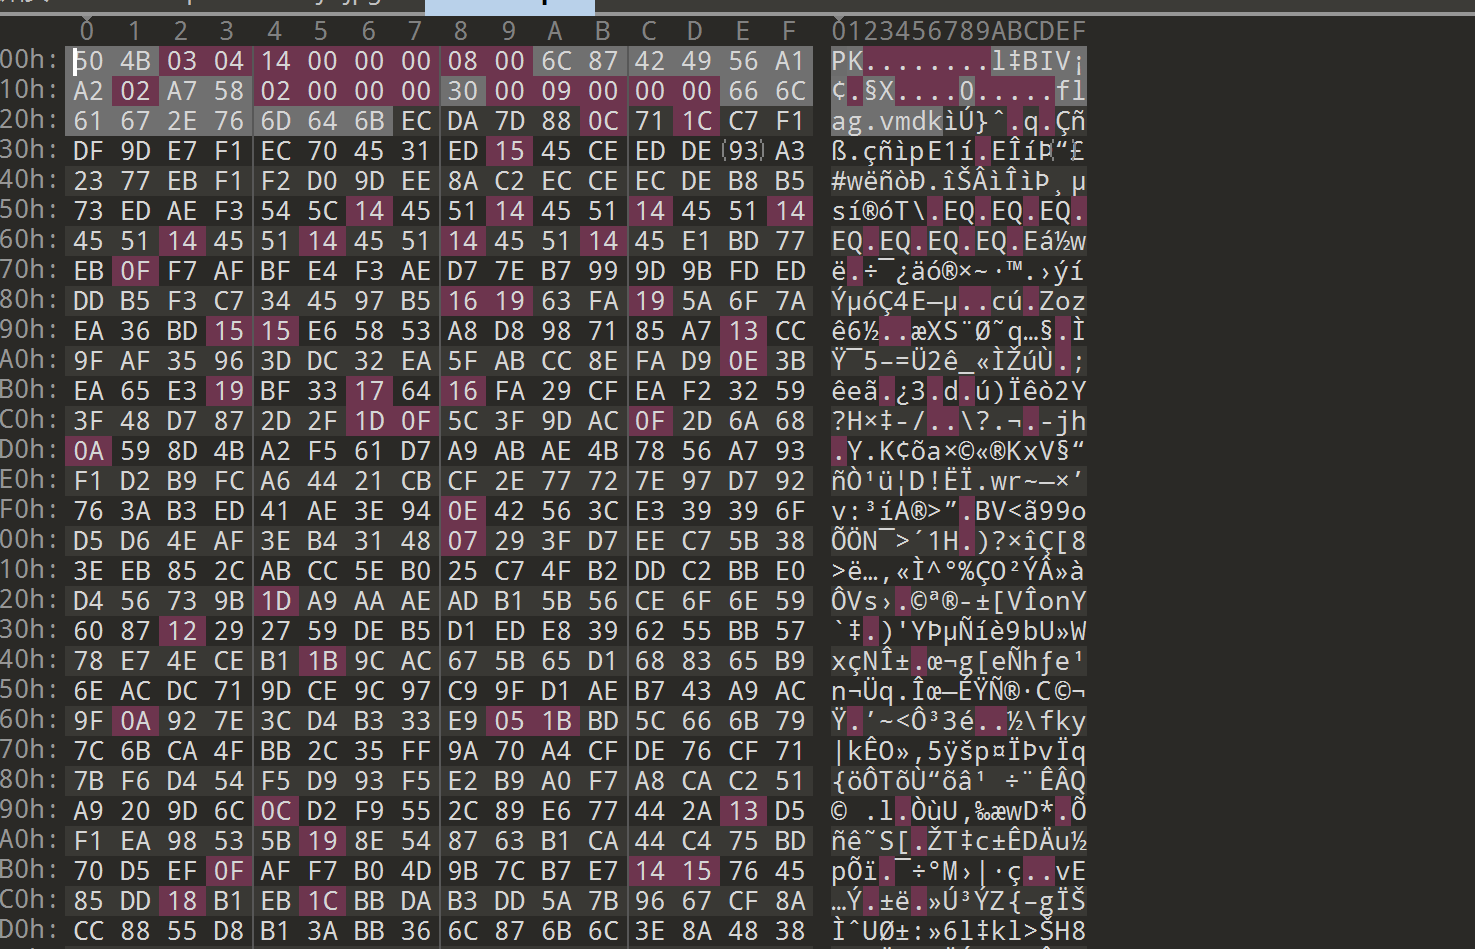 0 1 2 3 4 5 6 7 8 9 A B C D E F 0123456789ABCDEF
00h: 50 4B 03 04 14 00 00 00 08 00 6C 87 42 49 56 A1 PK........l‡BIV¡
10h: A2 02 A7 58 02 00 00 00 30 00 09 00 00 00 66 6C ¢.§X....0.....fl
20h: 61 67 2E 76 6D 64 6B EC DA 7D 88 0C 71 1C C7 F1 ag.vmdkìÚ}ˆ.q.Çñ
30h: DF 9D E7 F1 EC 70 45 31 ED 15 45 CE ED DE 93 A3 ß.çñìpE1í.EÎíÞ“£
40h: 23 77 EB F1 F2 D0 9D EE 8A C2 EC CE EC DE B8 B5 #wëñòÐ.îŠÂìÎìÞ¸µ
50h: 73 ED AE F3 54 5C 14 45 51 14 45 51 14 45 51 14 sí®óT\.EQ.EQ.EQ.
60h: 45 51 14 45 51 14 45 51 14 45 51 14 45 E1 BD 77 EQ.EQ.EQ.EQ.Eá½w
70h: EB 0F F7 AF BF E4 F3 AE D7 7E B7 99 9D 9B FD ED ë.÷¯¿äó®×~·™.›ýí
80h: DD B5 F3 C7 34 45 97 B5 16 19 63 FA 19 5A 6F 7A ÝµóÇ4E—µ..cú.Zoz
90h: EA 36 BD 15 15 E6 58 53 A8 D8 98 71 85 A7 13 CC ê6½..æXS¨Ø˜q…§.Ì
A0h: 9F AF 35 96 3D DC 32 EA 5F AB CC 8E FA D9 0E 3B Ÿ¯5–=Ü2ê_«ÌŽúÙ.;
B0h: EA 65 E3 19 BF 33 17 64 16 FA 29 CF EA F2 32 59 êeã.¿3.d.ú)Ïêò2Y
C0h: 3F 48 D7 87 2D 2F 1D 0F 5C 3F 9D AC 0F 2D 6A 68 ?H×‡-/..\?.¬.-jh
D0h: 0A 59 8D 4B A2 F5 61 D7 A9 AB AE 4B 78 56 A7 93 .Y.K¢õa×©«®KxV§“
E0h: F1 D2 B9 FC A6 44 21 CB CF 2E 77 72 7E 97 D7 92 ñÒ¹ü¦D!ËÏ.wr~—×’
F0h: 76 3A B3 ED 41 AE 3E 94 0E 42 56 3C E3 39 39 6F v:³íA®>”.BV<ã99o
00h: D5 D6 4E AF 3E B4 31 48 07 29 3F D7 EE C7 5B 38 ÕÖN¯>´1H.)?×îÇ[8
10h: 3E EB 85 2C AB CC 5E B0 25 C7 4F B2 DD C2 BB E0 >ë…,«Ì^°%ÇO²ÝÂ»à
20h: D4 56 73 9B 1D A9 AA AE AD B1 5B 56 CE 6F 6E 59 ÔVs›.©ª®-±[VÎonY
30h: 60 87 12 29 27 59 DE B5 D1 ED E8 39 62 55 BB 57 `‡.)'YÞµÑíè9bU»W
40h: 78 E7 4E CE B1 1B 9C AC 67 5B 65 D1 68 83 65 B9 xçNÎ±.œ¬g[eÑhƒe¹
50h: 6E AC DC 71 9D CE 9C 97 C9 9F D1 AE B7 43 A9 AC n¬Üq.Îœ—ÉŸÑ®·C©¬
60h: 9F 0A 92 7E 3C D4 B3 33 E9 05 1B BD 5C 66 6B 79 Ÿ.’~<Ô³3é..½\fky
70h: 7C 6B CA 4F BB 2C 35 FF 9A 70 A4 CF DE 76 CF 71 |kÊO»,5ÿšp¤ÏÞvÏq
80h: 7B F6 D4 54 F5 D9 93 F5 E2 B9 A0 F7 A8 CA C2 51 {öÔTõÙ“õâ¹ ÷¨ÊÂQ
90h: A9 20 9D 6C 0C D2 F9 55 2C 89 E6 77 44 2A 13 D5 © .l.ÒùU,‰æwD*.Õ
A0h: F1 EA 98 53 5B 19 8E 54 87 63 B1 CA 44 C4 75 BD ñê˜S[.ŽT‡c±ÊDÄu½
B0h: 70 D5 EF 0F AF F7 B0 4D 9B 7C B7 E7 14 15 76 45 pÕï.¯÷°M›|·ç..vE
C0h: 85 DD 18 B1 EB 1C BB DA B3 DD 5A 7B 96 67 CF 8A …Ý.±ë.»Ú³ÝZ{–gÏŠ
D0h: CC 88 55 D8 B1 3A BB 36 6C 87 6B 6C 3E 8A 48 38 ÌˆUØ±:»6l‡kl>ŠH8